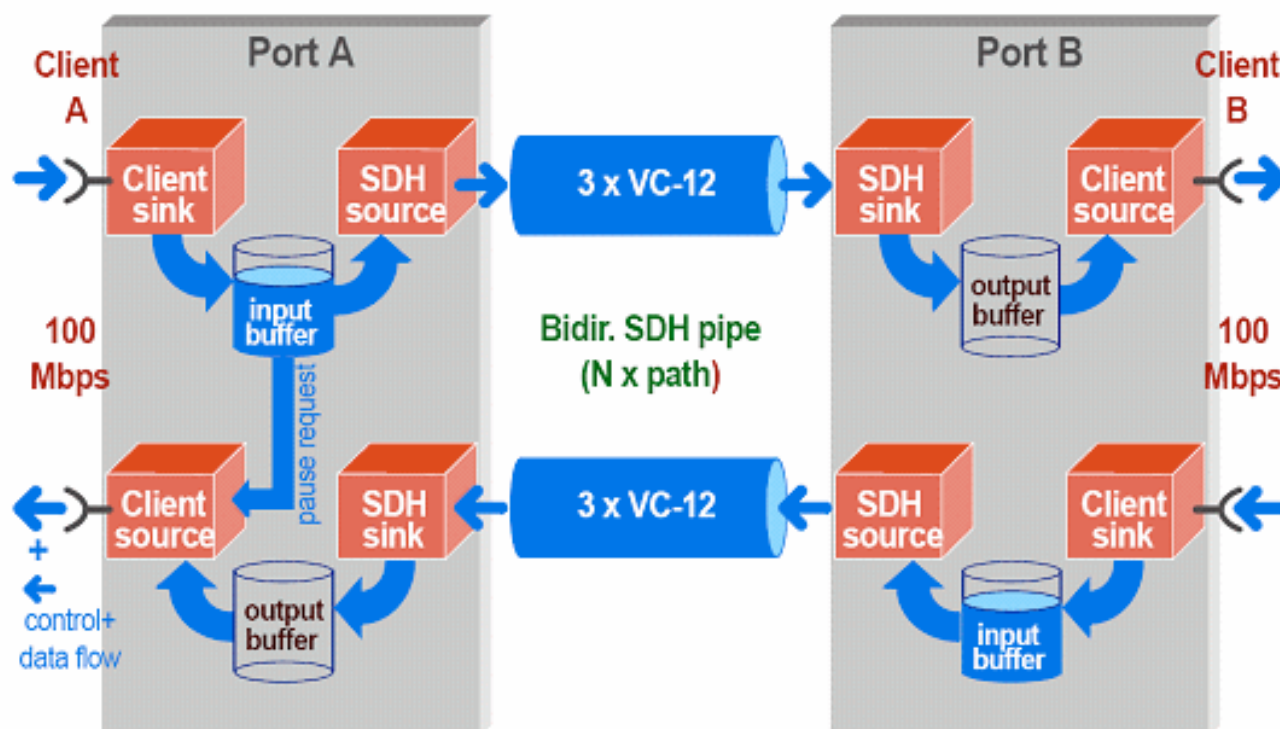 Port A
Port B
Client
A
Client
B
Client
sink
SDH
source
3 x VC-12
SDH
sink
Client
source
input
buffer
output
buffer
100
Mbps
Bidir. SDH pipe
(N x path)
100
Mbps
pause request
Client
source
SDH
sink
3 x VC-12
SDH
source
Client
sink
+
control+
data flow
output
buffer
input
buffer